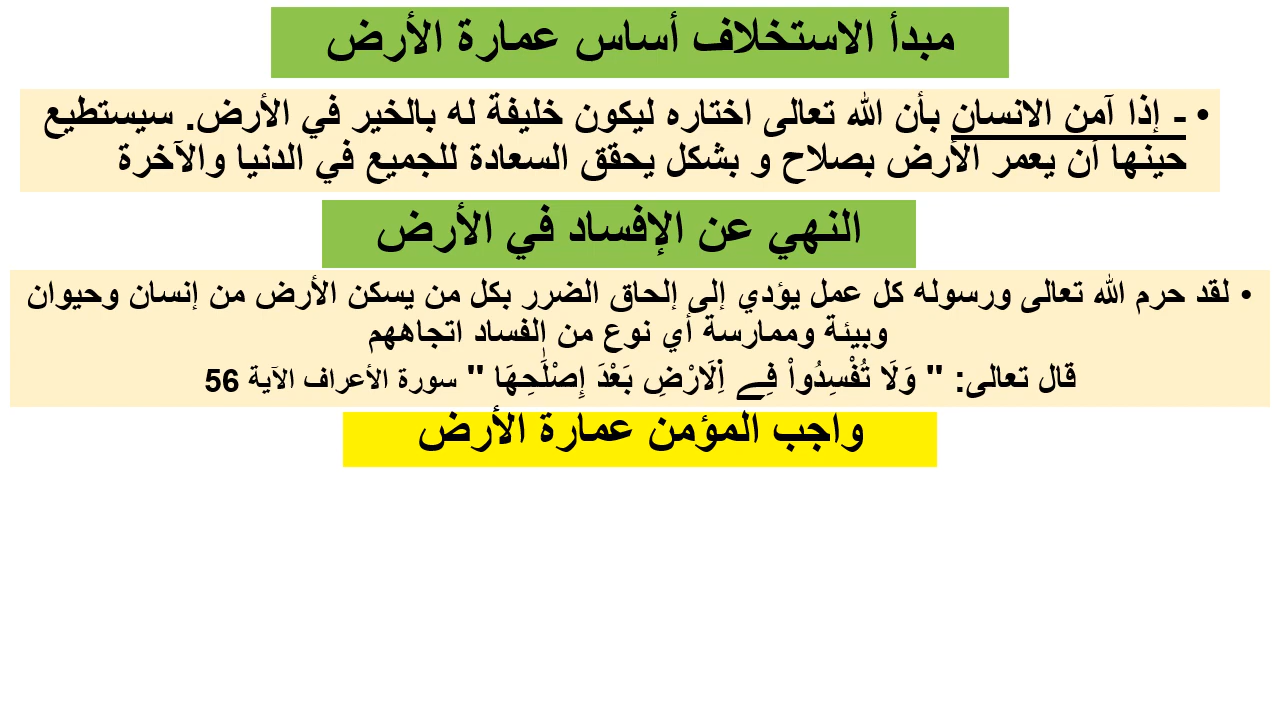 مبدأ الاستخلاف أساس عمارة الأرض
• - إذا آمن الانسان بأن الله تعالى اختاره ليكون خليفة له بالخير في الأرض. سيستطيع
حينها أن يعمر الأرض بصلاح و بشكل يحقق السعادة للجميع في الدنيا والآخرة
النهي عن الإفساد في الأرض
• لقد حرم الله تعالى ورسوله كل عمل يؤدي إلى إلحاق الضرر بكل من يسكن الأرض من إنسان وحيوان
وبيئة وممارسة أي نوع من الفساد اتجاههم
قال تعالى: " وَلَا تُفْسِدُواْ فِے اِ۬لَارْضِ بَعْدَ إِصْلَٰحِهَا " سورة الأعراف الآية 56
واجب المؤمن عمارة الأرض